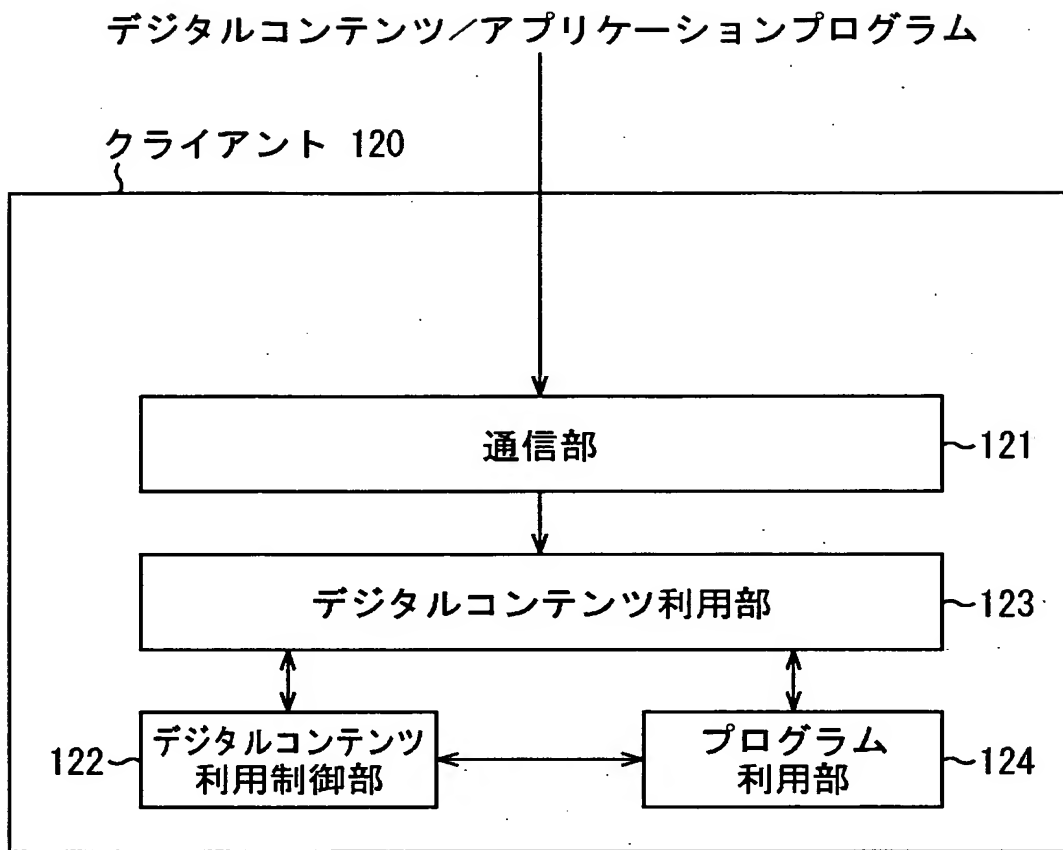 デジタルコンテンツ／アプリケーションプログラム
クライアント 120
通信部
121
デジタルコンテンツ利用部
123
122
デジタルコンテンツ
利用制御部
プログラム
利用部
124